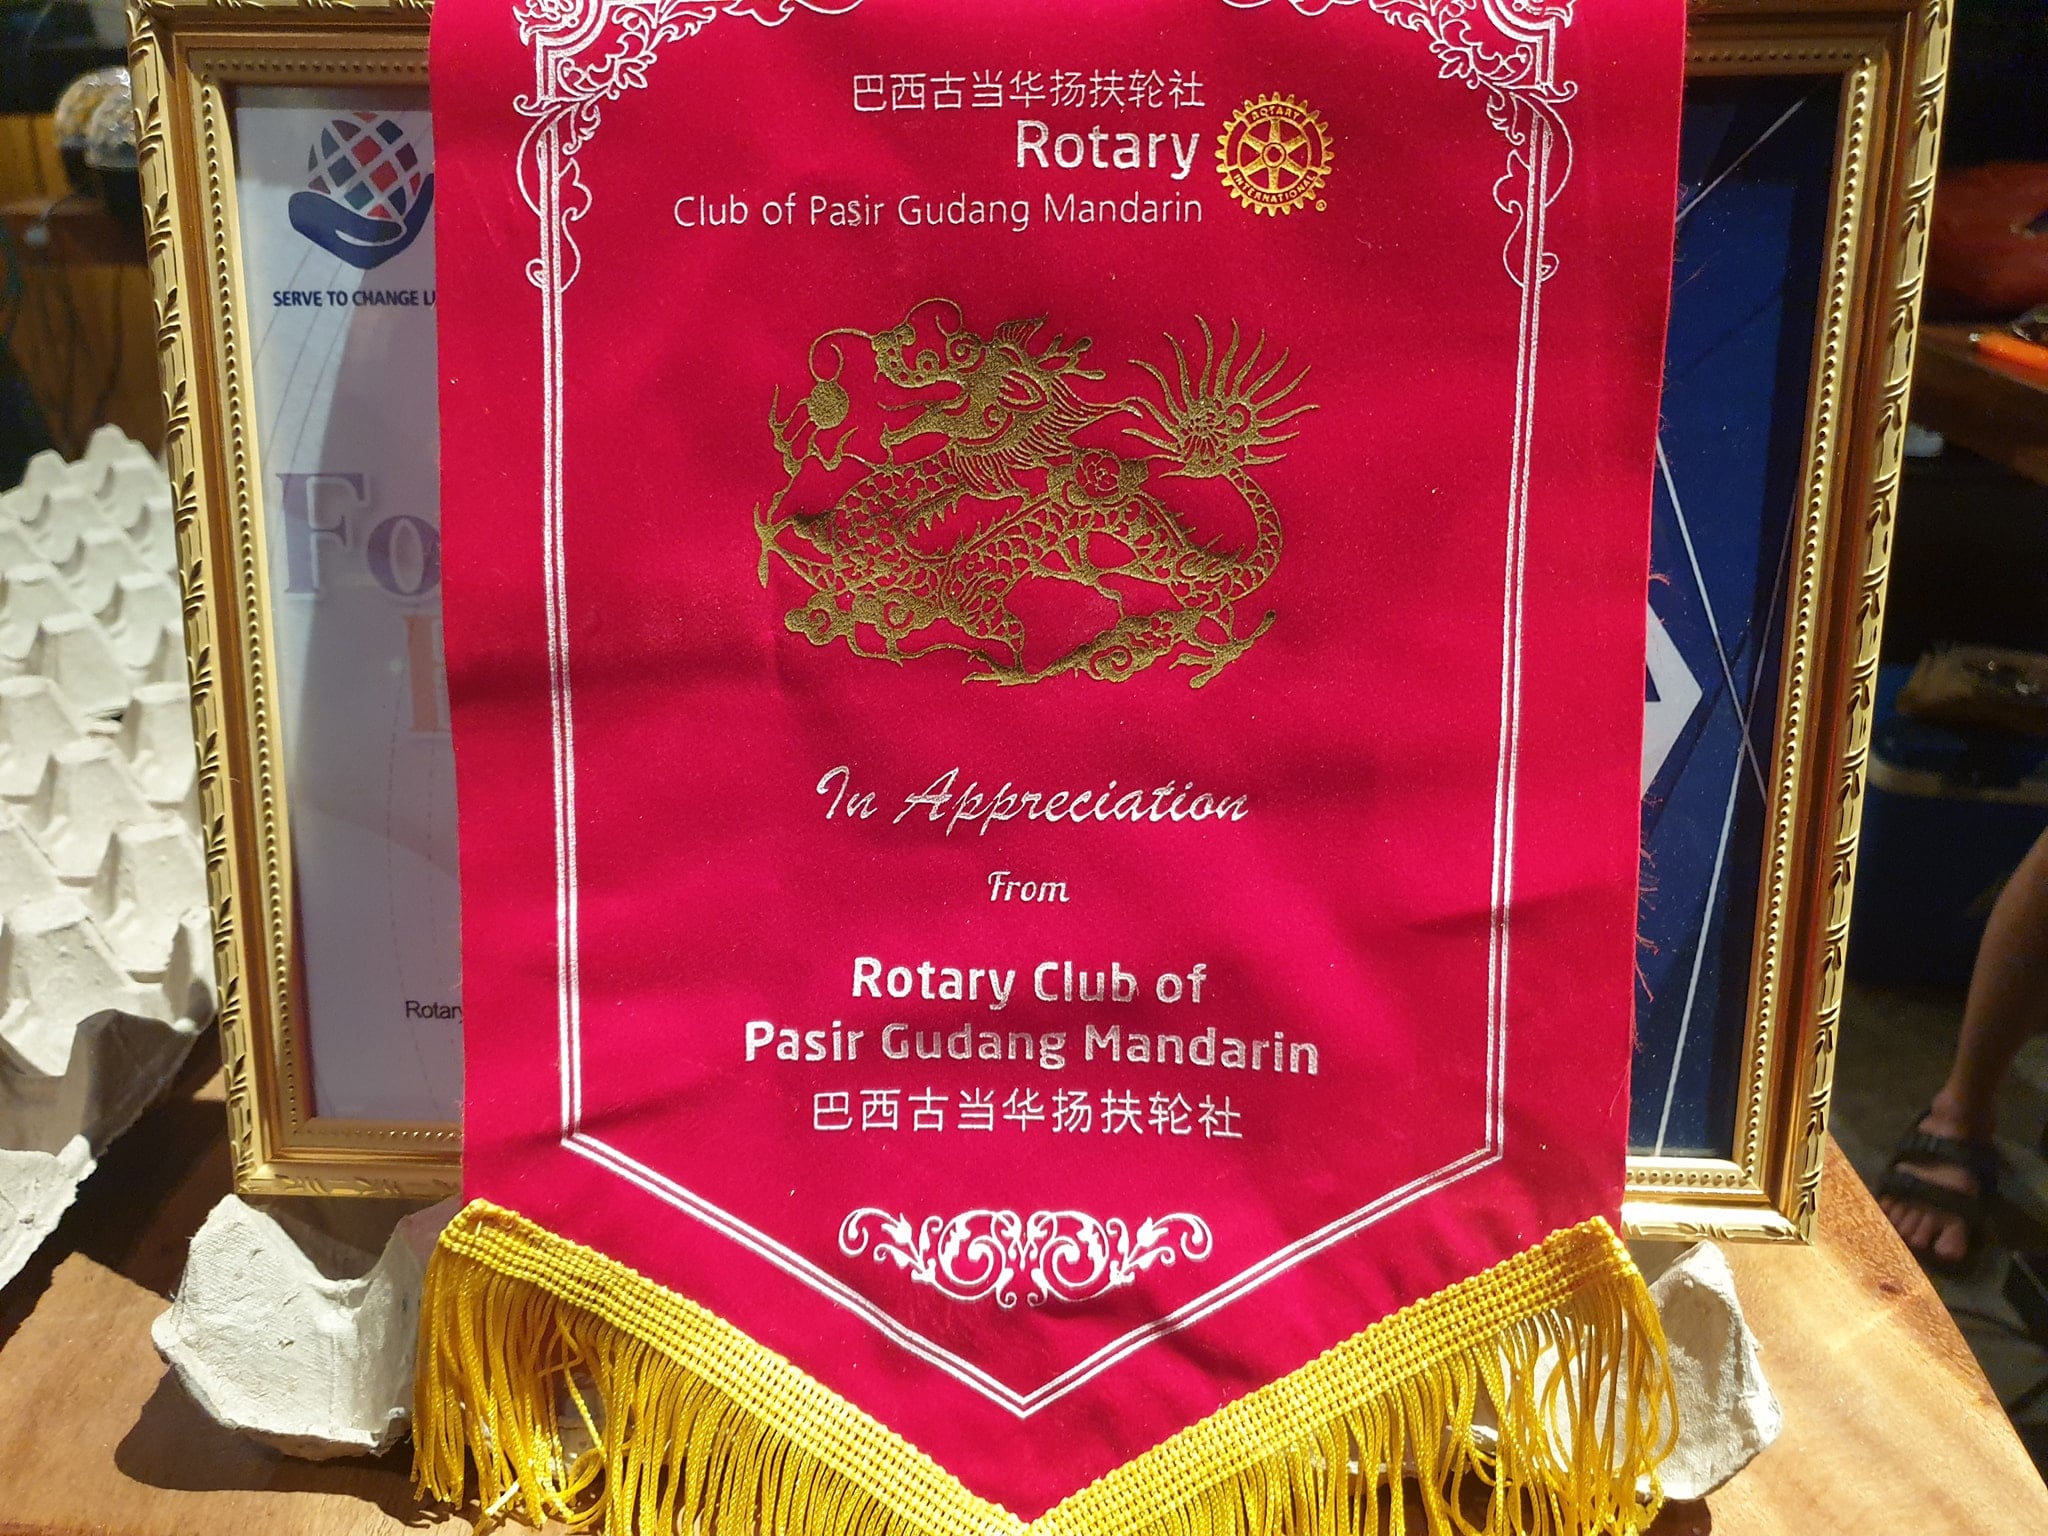 巴西古当华扬扶轮社
Rotary
Club of Pasir Gudang Mandarin
ROTARY
INTERNATIONAL
SERVE TO CHANGE
In Appreciation
From
Rotary Club of
Pasir Gudang Mandarin
巴西古当华扬扶轮社
Rotary